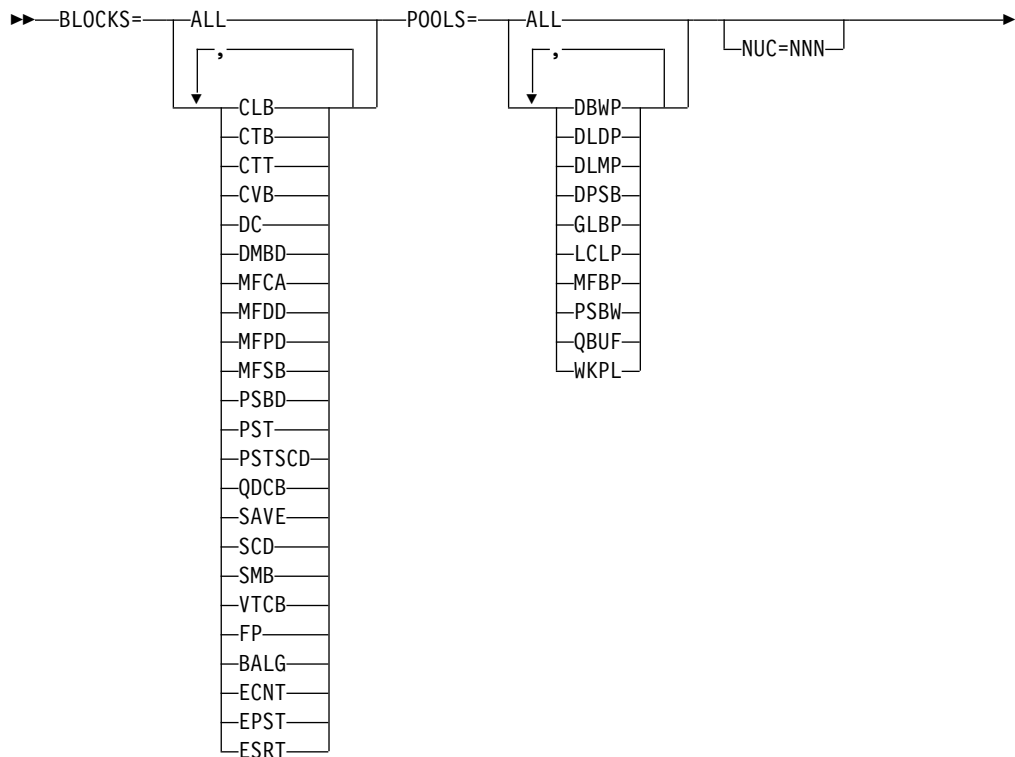 BLOCKS= ALL POOLS= ALL
NUC=NNN
, ,
CLB DBWP
CTB DLDP
CTT DLMP
CVB DPSB
DC GLBP
DMBD LCLP
MFCA MFBP
MFDD PSBW
MFPD QBUF
MFSB WKPL
PSBD
PST
PSTSCD
QDCB
SAVE
SCD
SMB
VTCB
FP
BALG
ECNT
EPST
ESRT